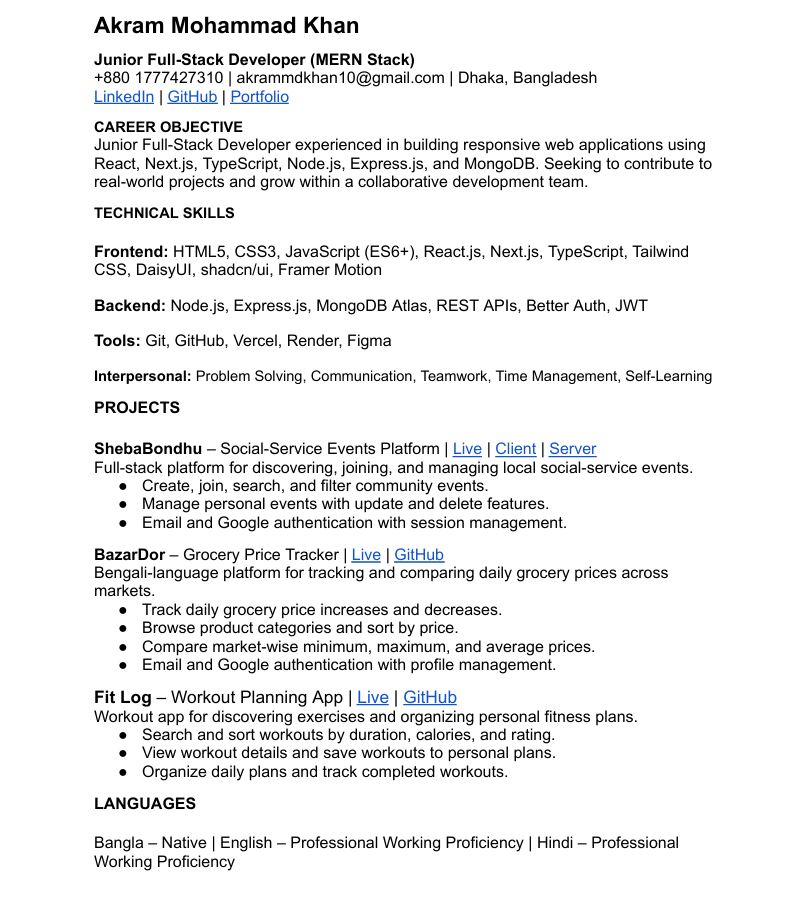 Akram Mohammad Khan
Junior Full-Stack Developer (MERN Stack)
+880 1777427310 | akrammdkhan10@gmail.com | Dhaka, Bangladesh
LinkedIn | GitHub | Portfolio
CAREER OBJECTIVE
Junior Full-Stack Developer experienced in building responsive web applications using
React, Next.js, TypeScript, Node.js, Express.js, and MongoDB. Seeking to contribute to
real-world projects and grow within a collaborative development team.
TECHNICAL SKILLS
Frontend: HTML5, CSS3, JavaScript (ES6+), React.js, Next.js, TypeScript, Tailwind
CSS, DaisyUI, shadcn/ui, Framer Motion
Backend: Node.js, Express.js, MongoDB Atlas, REST APIs, Better Auth, JWT
Tools: Git, GitHub, Vercel, Render, Figma
Interpersonal: Problem Solving, Communication, Teamwork, Time Management, Self-Learning
PROJECTS
ShebaBondhu – Social-Service Events Platform | Live | Client | Server
Full-stack platform for discovering, joining, and managing local social-service events.
● Create, join, search, and filter community events.
● Manage personal events with update and delete features.
● Email and Google authentication with session management.
BazarDor – Grocery Price Tracker | Live | GitHub
Bengali-language platform for tracking and comparing daily grocery prices across
markets.
● Track daily grocery price increases and decreases.
● Browse product categories and sort by price.
● Compare market-wise minimum, maximum, and average prices.
● Email and Google authentication with profile management.
Fit Log – Workout Planning App | Live | GitHub
Workout app for discovering exercises and organizing personal fitness plans.
● Search and sort workouts by duration, calories, and rating.
● View workout details and save workouts to personal plans.
● Organize daily plans and track completed workouts.
LANGUAGES
Bangla – Native | English – Professional Working Proficiency | Hindi – Professional
Working Proficiency